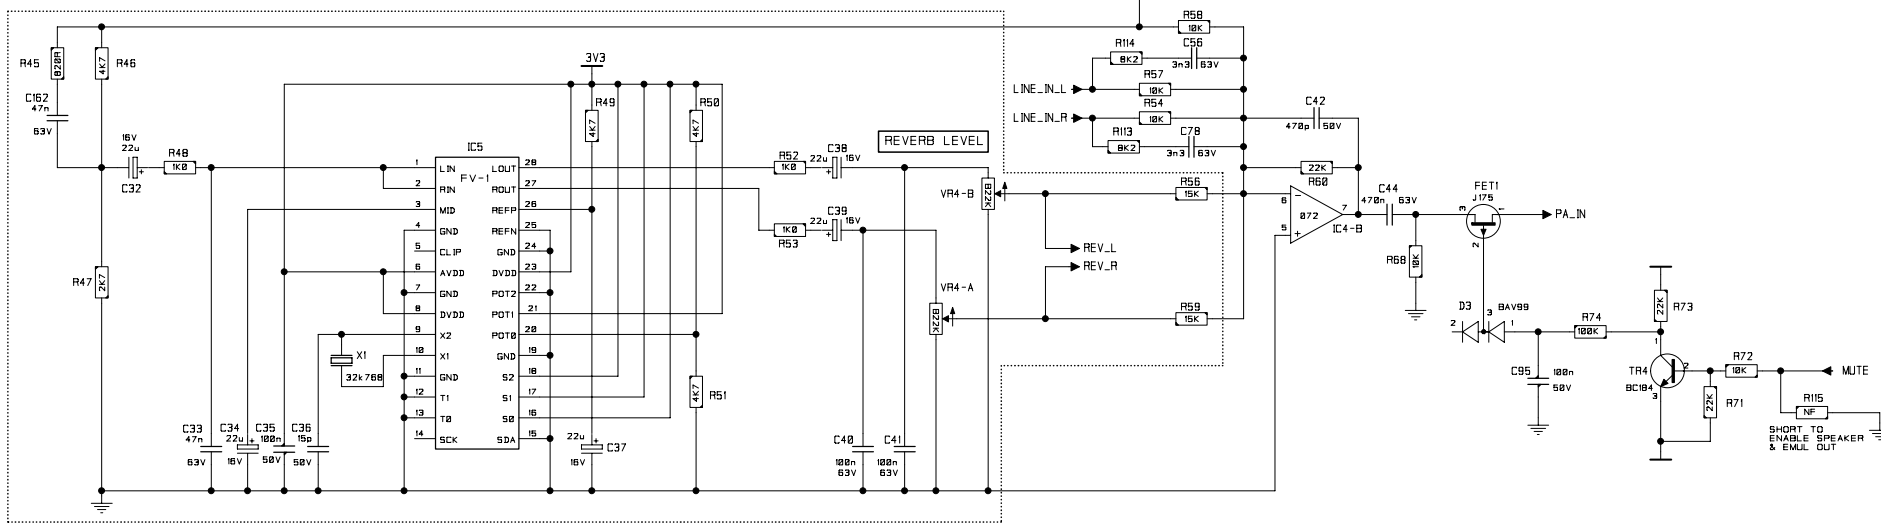 R45
820R
4K7
R46
C162
47n
63V
16V
22u
C32
R48
1K0
R47
2K7
C33
47n
63V
C34
22u
16V
C35
100n
50V
C36
15p
50V
X1
32k768
3V3
R49
4K7
R50
4K7
IC5
FV-1
1 LIN LOUT 28
2 RIN ROUT 27
3 MID REFP 26
4 GND REFN 25
5 CLIP GND 24
6 AVDD DVDD 23
7 GND POT2 22
8 DVDD POT1 21
9 X2 POT0 20
10 X1 GND 19
11 GND S2 18
12 T1 S1 17
13 T0 S0 16
14 SCK SDA 15
22u
16V
C37
4K7
R51
R52
1K0
22u
C38
16V
R53
1K0
22u
C39
16V
REVERB LEVEL
C40
100n
63V
C41
100n
63V
VR4-B
B22K
VR4-A
B22K
REV_L
REV_R
R58
10K
R114
8K2
C56
3n3
63V
LINE_IN_L
R57
10K
LINE_IN_R
R54
10K
R113
8K2
C78
3n3
63V
C42
470p
50V
22K
R60
R56
15K
R59
15K
6
5
7
072
IC4-B
C44
470n
63V
R68
10K
FET1
J175
3
1
2
PA_IN
D3
BAV99
2
3
1
C95
100n
50V
R74
100K
22K
R73
1
2
3
TR4
BC184
R72
10K
22K
R71
MUTE
R115
NF
SHORT TO
ENABLE SPEAKER
& EMUL OUT